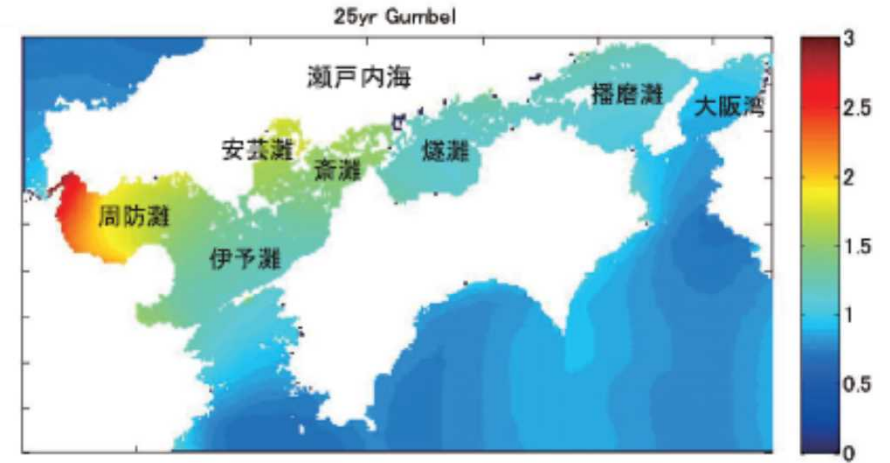 25yr Gumbel
瀬戸内海
播磨灘
大阪湾
安芸灘
斎灘
燧灘
周防灘
伊予灘
3
2.5
2
1.5
1
0.5
0